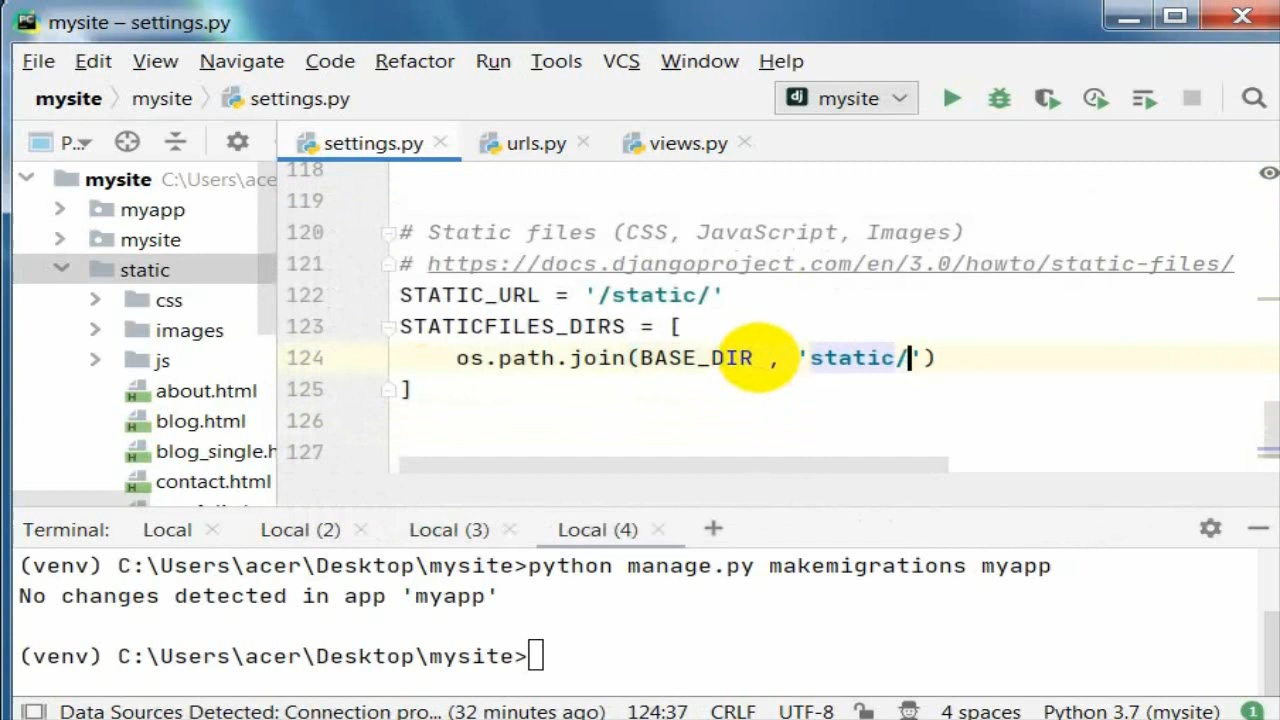 mysite – settings.py
File Edit View Navigate Code Refactor Run Tools VCS Window Help
mysite mysite settings.py mysite
P... settings.py urls.py views.py
mysite C:\Users\ace
myapp
mysite
static
css
images
js
about.html
blog.html
blog_single.h
contact.html
118
119
120 # Static files (CSS, JavaScript, Images)
121 # https://docs.djangoproject.com/en/3.0/howto/static-files/
122 STATIC_URL = '/static/'
123 STATICFILES_DIRS = [
124 os.path.join(BASE_DIR , 'static/')
125 ]
126
127
Terminal: Local Local (2) Local (3) Local (4)
(venv) C:\Users\acer\Desktop\mysite>python manage.py makemigrations myapp
No changes detected in app 'myapp'
(venv) C:\Users\acer\Desktop\mysite>
Data Sources Detected: Connection pro... (32 minutes ago) 124:37 CRLF UTF-8 4 spaces Python 3.7 (mysite) 1